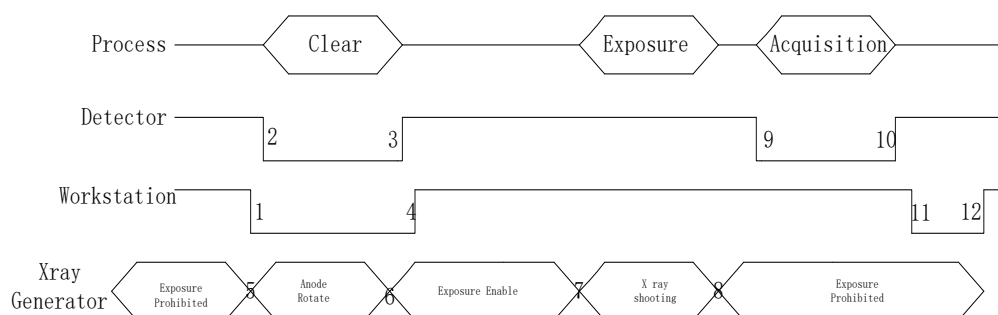 Process
Clear
Exposure
Acquisition
Detector
2
3
9
10
Workstation
1
4
11
12
Xray
Generator
Exposure
Prohibited
5
Anode
Rotate
6
Exposure Enable
7
X ray
shooting
8
Exposure
Prohibited